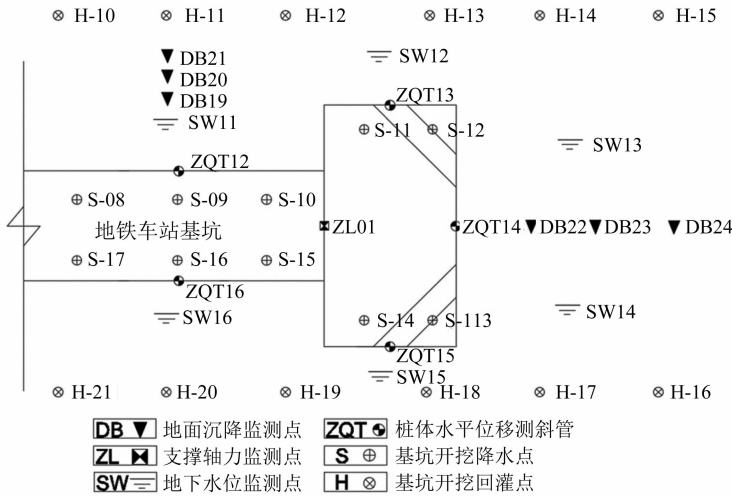 H-10 H-11 H-12 H-13 H-14 H-15
DB21
SW12
DB20
DB19
ZQT13
SW11
S-11 S-12
SW13
ZQT12
S-08 S-09 S-10
地铁车站基坑
ZL01
ZQT14 DB22 DB23 DB24
S-17 S-16 S-15
ZQT16
SW16
S-14 S-113
SW14
ZQT15
SW15
H-21 H-20 H-19 H-18 H-17 H-16
DB 地面沉降监测点 ZQT 桩体水平位移测斜管
ZL 支撑轴力监测点 S 基坑开挖降水点
SW 地下水位监测点 H 基坑开挖回灌点